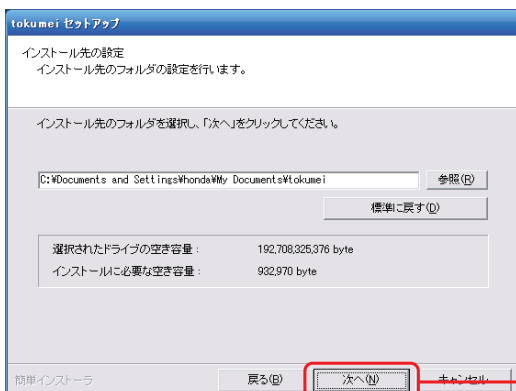 tokumei セットアップ
インストール先の設定
インストール先のフォルダの設定を行います。
インストール先のフォルダを選択し、「次へ」をクリックしてください。
C:¥Documents and Settings¥honda¥My Documents¥tokumei 参照(R)
標準に戻す(D)
選択されたドライブの空き容量： 192,708,325,376 byte
インストールに必要な空き容量： 932,970 byte
簡単インストーラ 戻る(B) 次へ(N) キャンセル